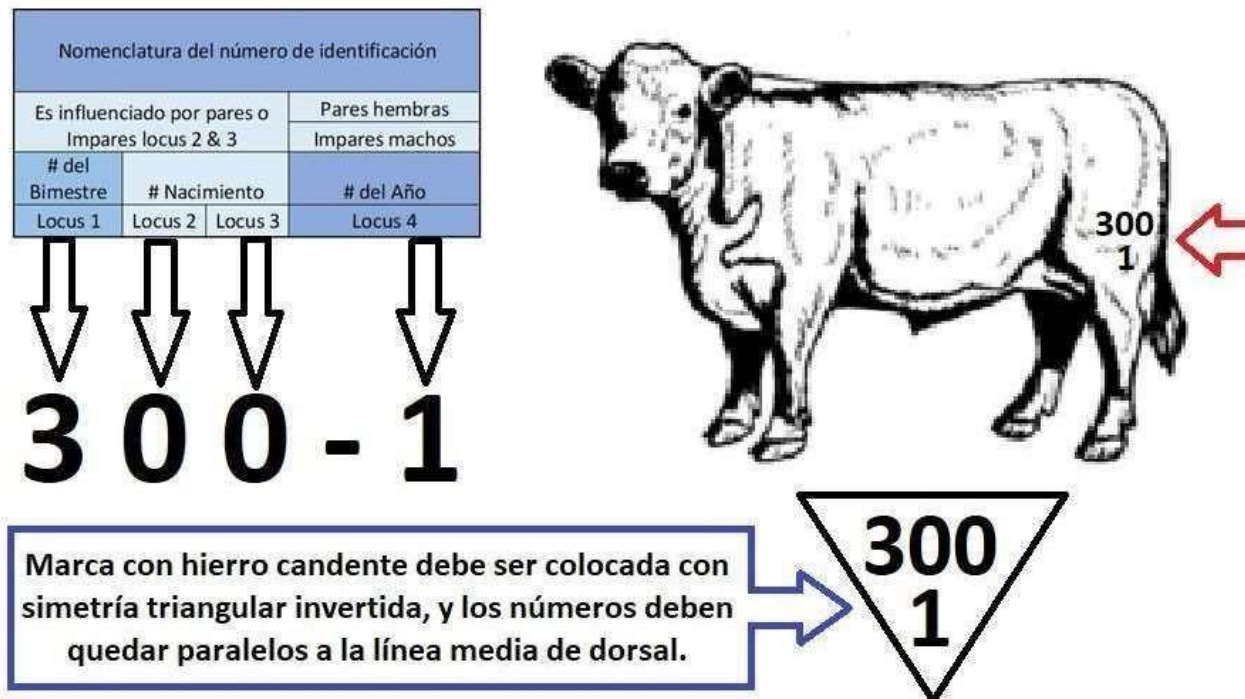 Nomenclatura del número de identificación
Es influenciado por pares o
Impares locus 2 & 3
Pares hembras
Impares machos
# del
Bimestre
# Nacimiento
# del Año
Locus 1
Locus 2
Locus 3
Locus 4
3 0 0 - 1
300
1
Marca con hierro candente debe ser colocada con
simetría triangular invertida, y los números deben
quedar paralelos a la línea media de dorsal.
300
1